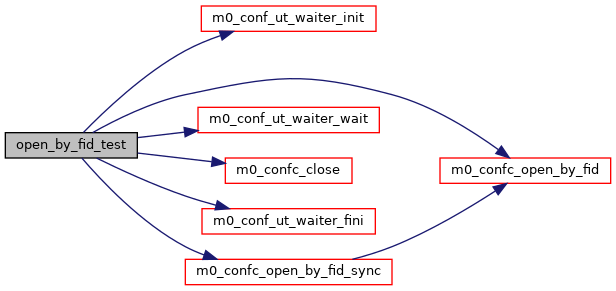 m0_conf_ut_waiter_init
m0_conf_ut_waiter_wait
open_by_fid_test
m0_confc_close
m0_confc_open_by_fid
m0_conf_ut_waiter_fini
m0_confc_open_by_fid_sync